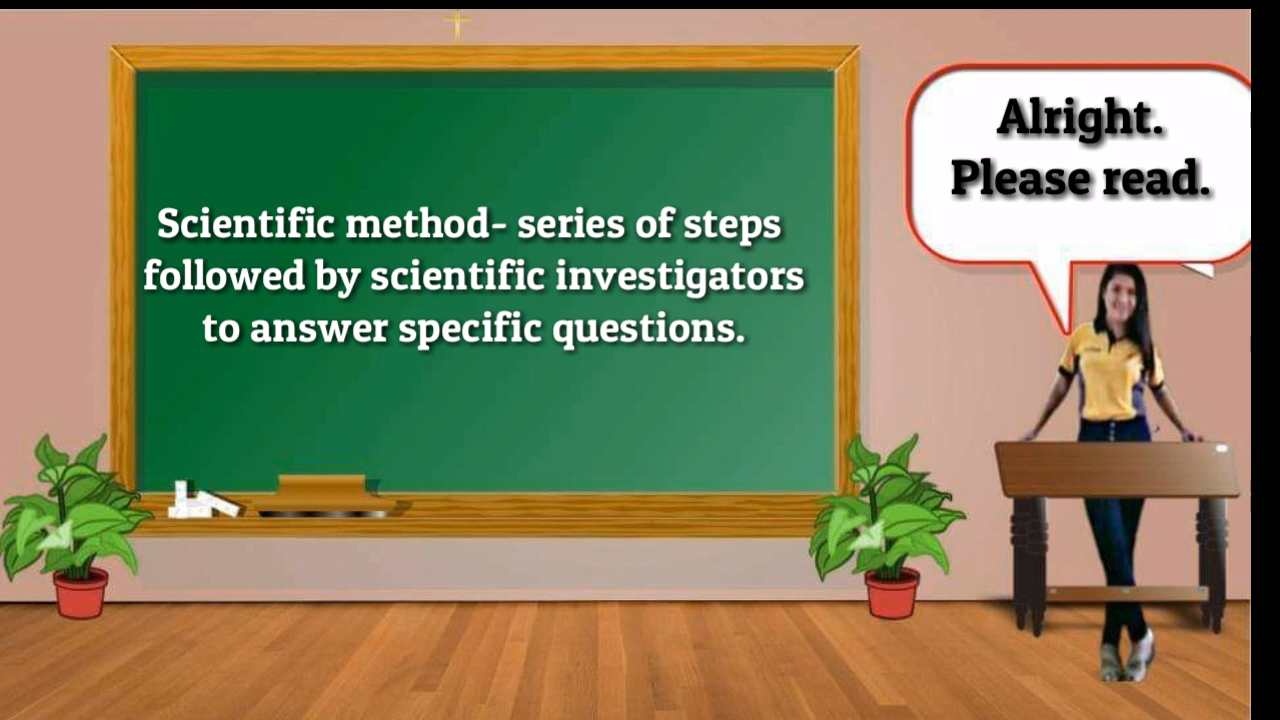 Scientific method- series of steps
followed by scientific investigators
to answer specific questions.
Alright.
Please read.